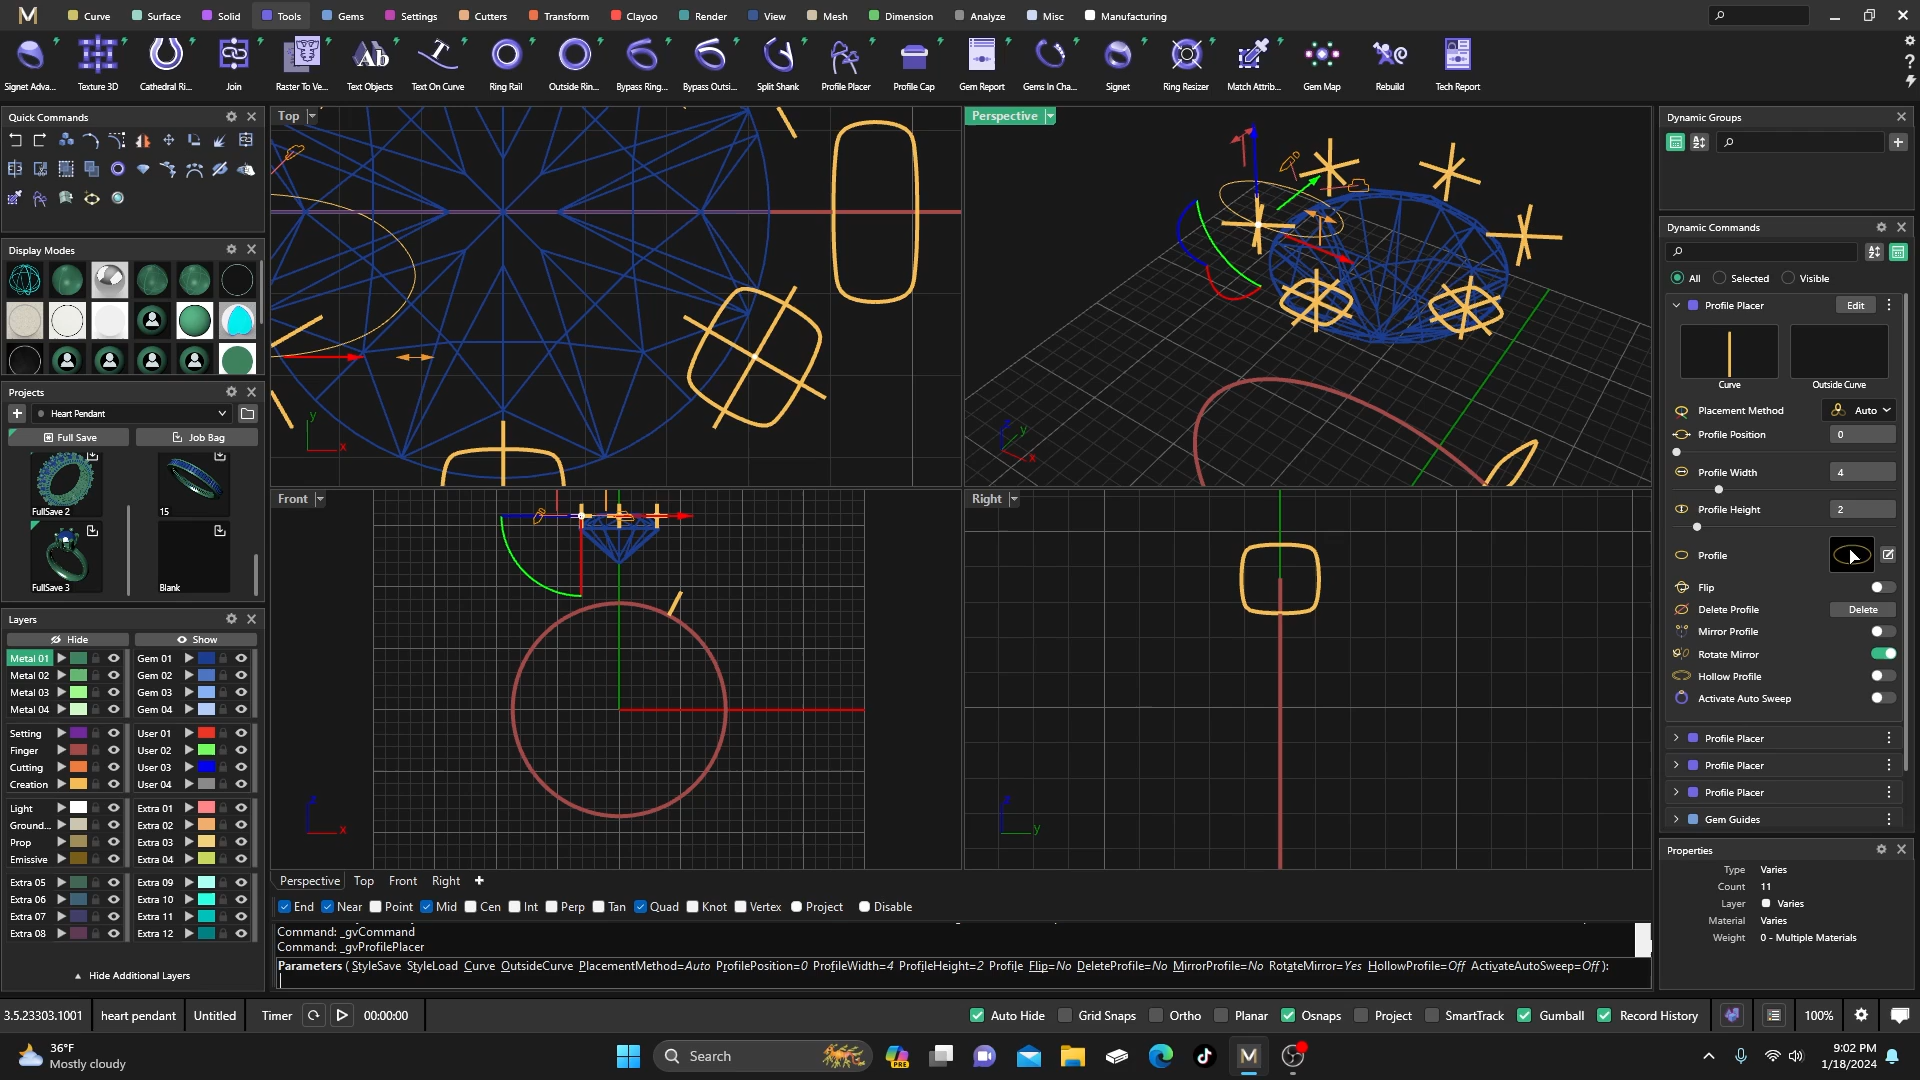 Curve Surface Solid Tools Gems Settings Cutters Transform Clayoo Render View Mesh Dimension Analyze Misc Manufacturing
Signet Adva... Texture 3D Cathedral Ri... Join Raster To Ve... Text Objects Text On Curve Ring Rail Outside Rin... Bypass Ring... Bypass Outsi... Split Shank Profile Placer Profile Cap Gem Report Gems In Cha... Signet Ring Resizer Match Attrib... Gem Map Rebuild Tech Report
Quick Commands
Display Modes
Projects
Heart Pendant
Full Save Job Bag
FullSave 2 15
FullSave 3 Blank
Layers
Hide Show
Metal 01 Gem 01
Metal 02 Gem 02
Metal 03 Gem 03
Metal 04 Gem 04
Setting User 01
Finger User 02
Cutting User 03
Creation User 04
Light Extra 01
Ground... Extra 02
Prop Extra 03
Emissive Extra 04
Extra 05 Extra 09
Extra 06 Extra 10
Extra 07 Extra 11
Extra 08 Extra 12
Hide Additional Layers
Top
y
x
Perspective
y
x
Front
x
Right
y
Perspective Top Front Right
End Near Point Mid Cen Int Perp Tan Quad Knot Vertex Project Disable
Command: _gvCommand
Command: _gvProfilePlacer
Parameters ( StyleSave StyleLoad Curve OutsideCurve PlacementMethod=Auto ProfilePosition=0 ProfileWidth=4 ProfileHeight=2 Profile Flip=No DeleteProfile=No MirrorProfile=No RotateMirror=Yes HollowProfile=Off ActivateAutoSweep=Off ):
Dynamic Groups
Dynamic Commands
All Selected Visible
Profile Placer Edit
Curve Outside Curve
Placement Method Auto
Profile Position 0
Profile Width 4
Profile Height 2
Profile
Flip
Delete Profile Delete
Mirror Profile
Rotate Mirror
Hollow Profile
Activate Auto Sweep
Profile Placer
Profile Placer
Profile Placer
Gem Guides
Properties
Type Varies
Count 11
Layer Varies
Material Varies
Weight 0 - Multiple Materials
3.5.23303.1001 heart pendant Untitled Timer 00:00:00 Auto Hide Grid Snaps Ortho Planar Osnaps Project SmartTrack Gumball Record History 100%
36°F
Mostly cloudy
Search
PRE
9:02 PM
1/18/2024